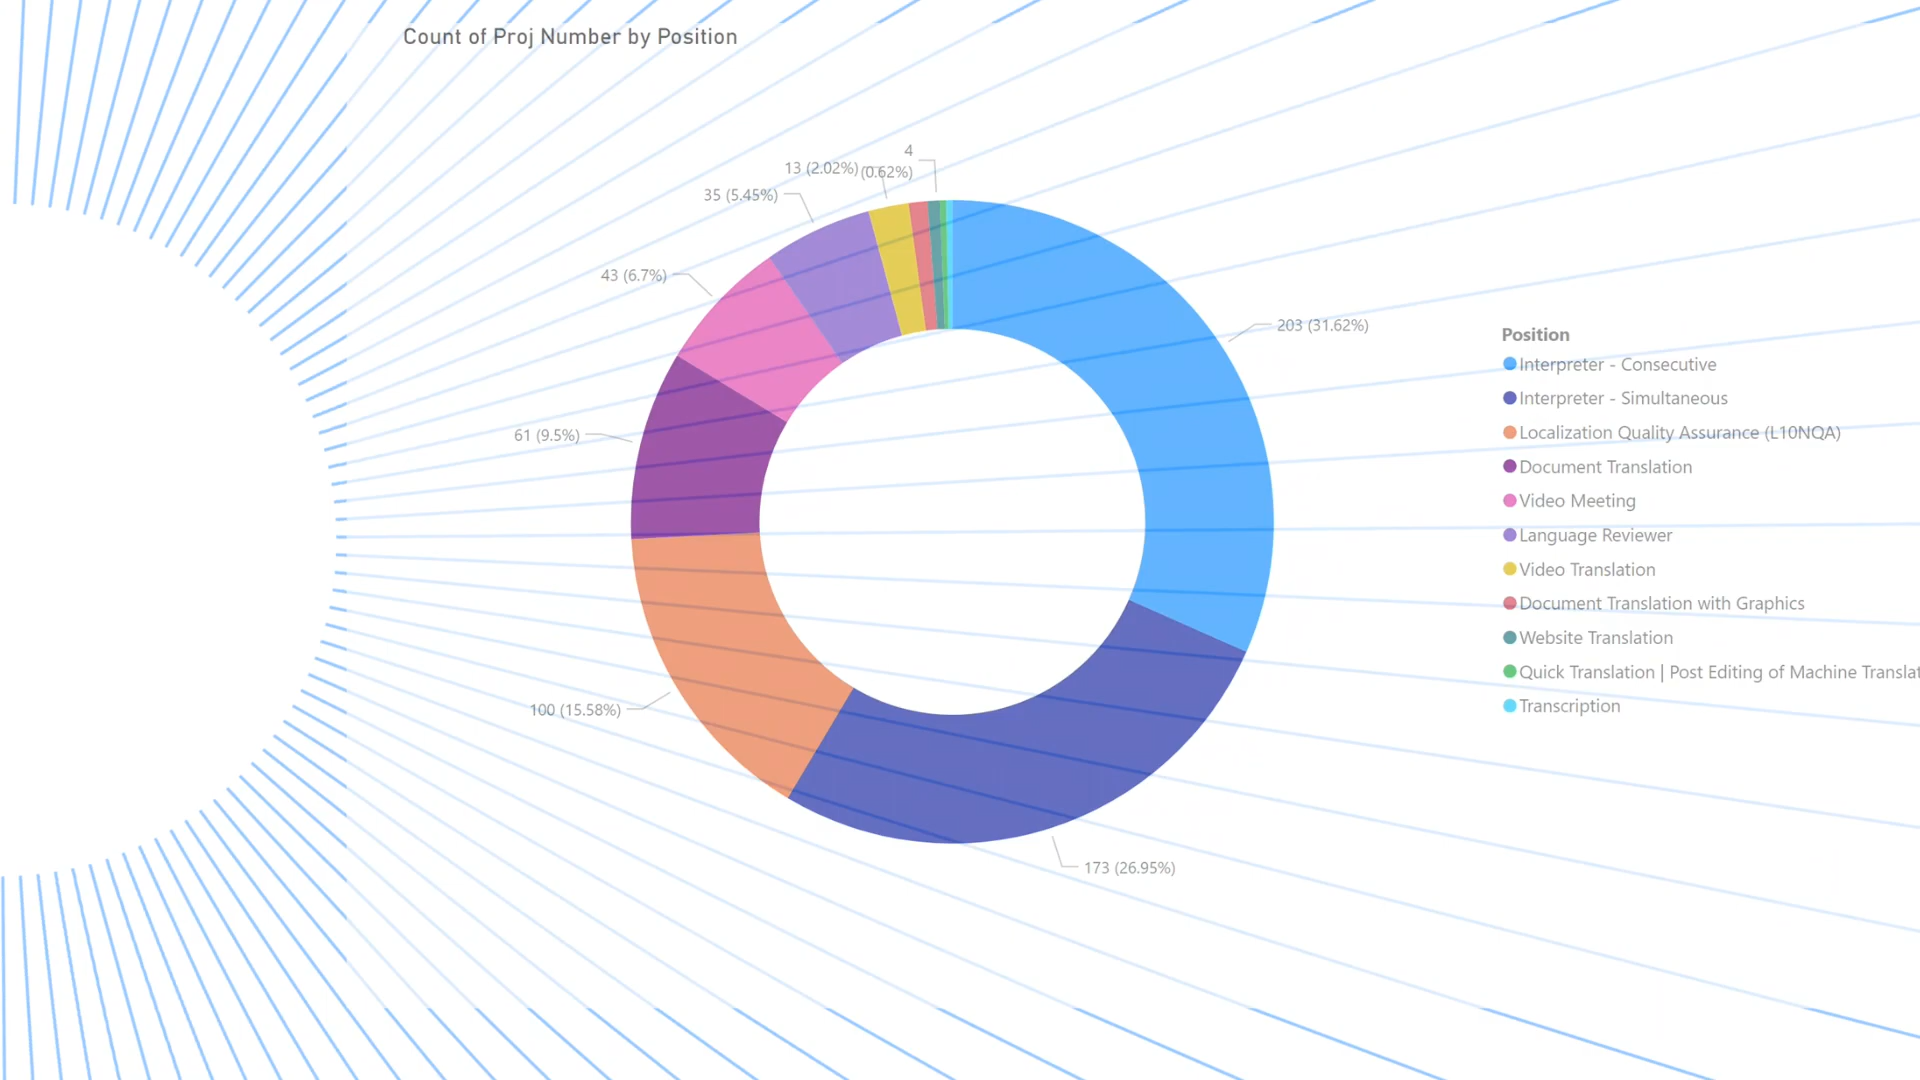 Count of Proj Number by Position
4
(0.62%)
13 (2.02%)
35 (5.45%)
43 (6.7%)
203 (31.62%)
61 (9.5%)
100 (15.58%)
173 (26.95%)
Position
Interpreter - Consecutive
Interpreter - Simultaneous
Localization Quality Assurance (L10NQA)
Document Translation
Video Meeting
Language Reviewer
Video Translation
Document Translation with Graphics
Website Translation
Quick Translation | Post Editing of Machine Translat
Transcription